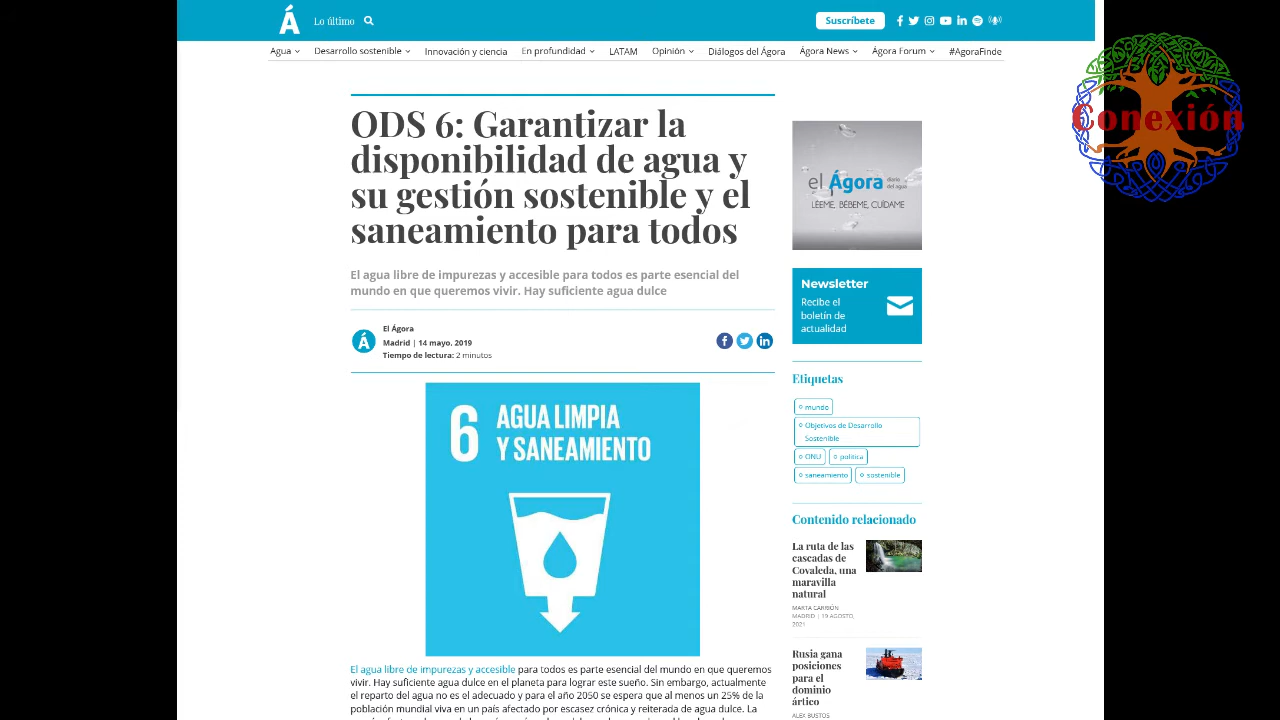 Á Lo último Suscríbete
Agua Desarrollo sostenible Innovación y ciencia En profundidad LATAM Opinión Diálogos del Ágora Ágora News Ágora Forum #AgoraFinde
Conexión
ODS 6: Garantizar la
disponibilidad de agua y
su gestión sostenible y el
saneamiento para todos
El agua libre de impurezas y accesible para todos es parte esencial del
mundo en que queremos vivir. Hay suficiente agua dulce
Á
El Ágora
Madrid | 14 mayo. 2019
Tiempo de lectura: 2 minutos
6 AGUA LIMPIA
Y SANEAMIENTO
El agua libre de impurezas y accesible para todos es parte esencial del mundo en que queremos
vivir. Hay suficiente agua dulce en el planeta para lograr este sueño. Sin embargo, actualmente
el reparto del agua no es el adecuado y para el año 2050 se espera que al menos un 25% de la
población mundial viva en un país afectado por escasez crónica y reiterada de agua dulce. La
el Ágora diario del agua
LÉEME, BÉBEME, CUÍDAME
Newsletter
Recibe el
boletín de
actualidad
Etiquetas
mundo
Objetivos de Desarrollo
Sostenible
ONU política
saneamiento sostenible
Contenido relacionado
La ruta de las
cascadas de
Covaleda, una
maravilla
natural
MARTA CARRIÓN
MADRID | 19 AGOSTO,
2021
Rusia gana
posiciones
para el
dominio
ártico
ALEX BUSTOS